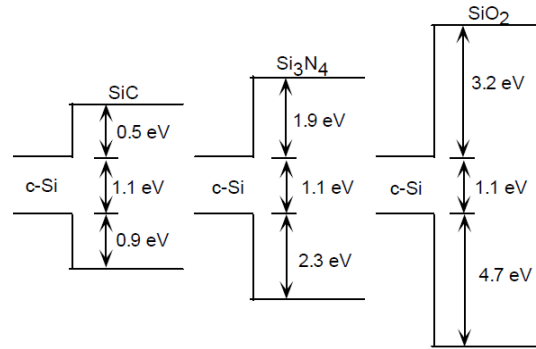 SiC
0.5 eV
c-Si
1.1 eV
0.9 eV
Si₃N₄
1.9 eV
c-Si
1.1 eV
2.3 eV
SiO₂
3.2 eV
c-Si
1.1 eV
4.7 eV